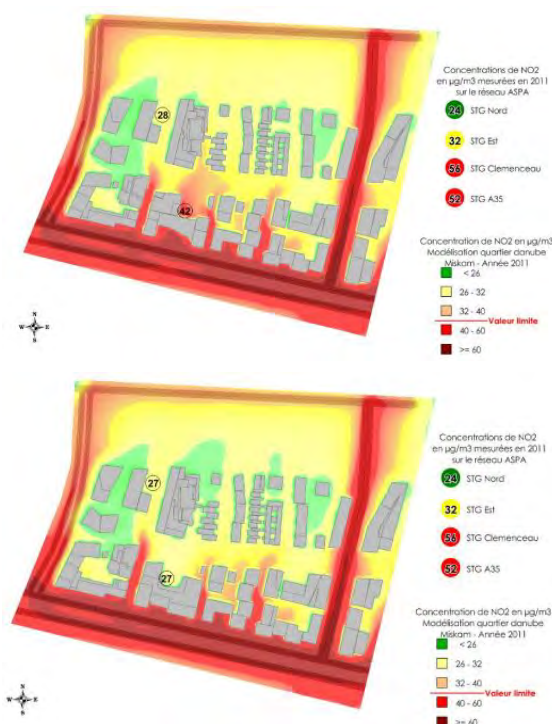 Concentrations de NO2
en µg/m3 mesurées en 2011
sur le réseau ASPA
24 STG Nord
32 STG Est
56 STG Clemenceau
52 STG A35
Concentration de NO2 en µg/m3
Modélisation quartier danube
Miskam - Année 2011
< 26
26 - 32
32 - 40
Valeur limite
40 - 60
>= 60
28
42
N
W E
S
Concentrations de NO2
en µg/m3 mesurées en 2011
sur le réseau ASPA
24 STG Nord
32 STG Est
56 STG Clemenceau
52 STG A35
Concentration de NO2 en µg/m3
Modélisation quartier danube
Miskam - Année 2011
< 26
26 - 32
32 - 40
Valeur limite
40 - 60
>= 60
27
27
N
W E
S